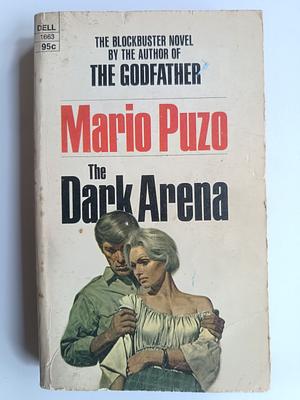 DELL
1663
95c
THE BLOCKBUSTER NOVEL
BY THE AUTHOR OF
THE GODFATHER
Mario Puzo
The
Dark Arena